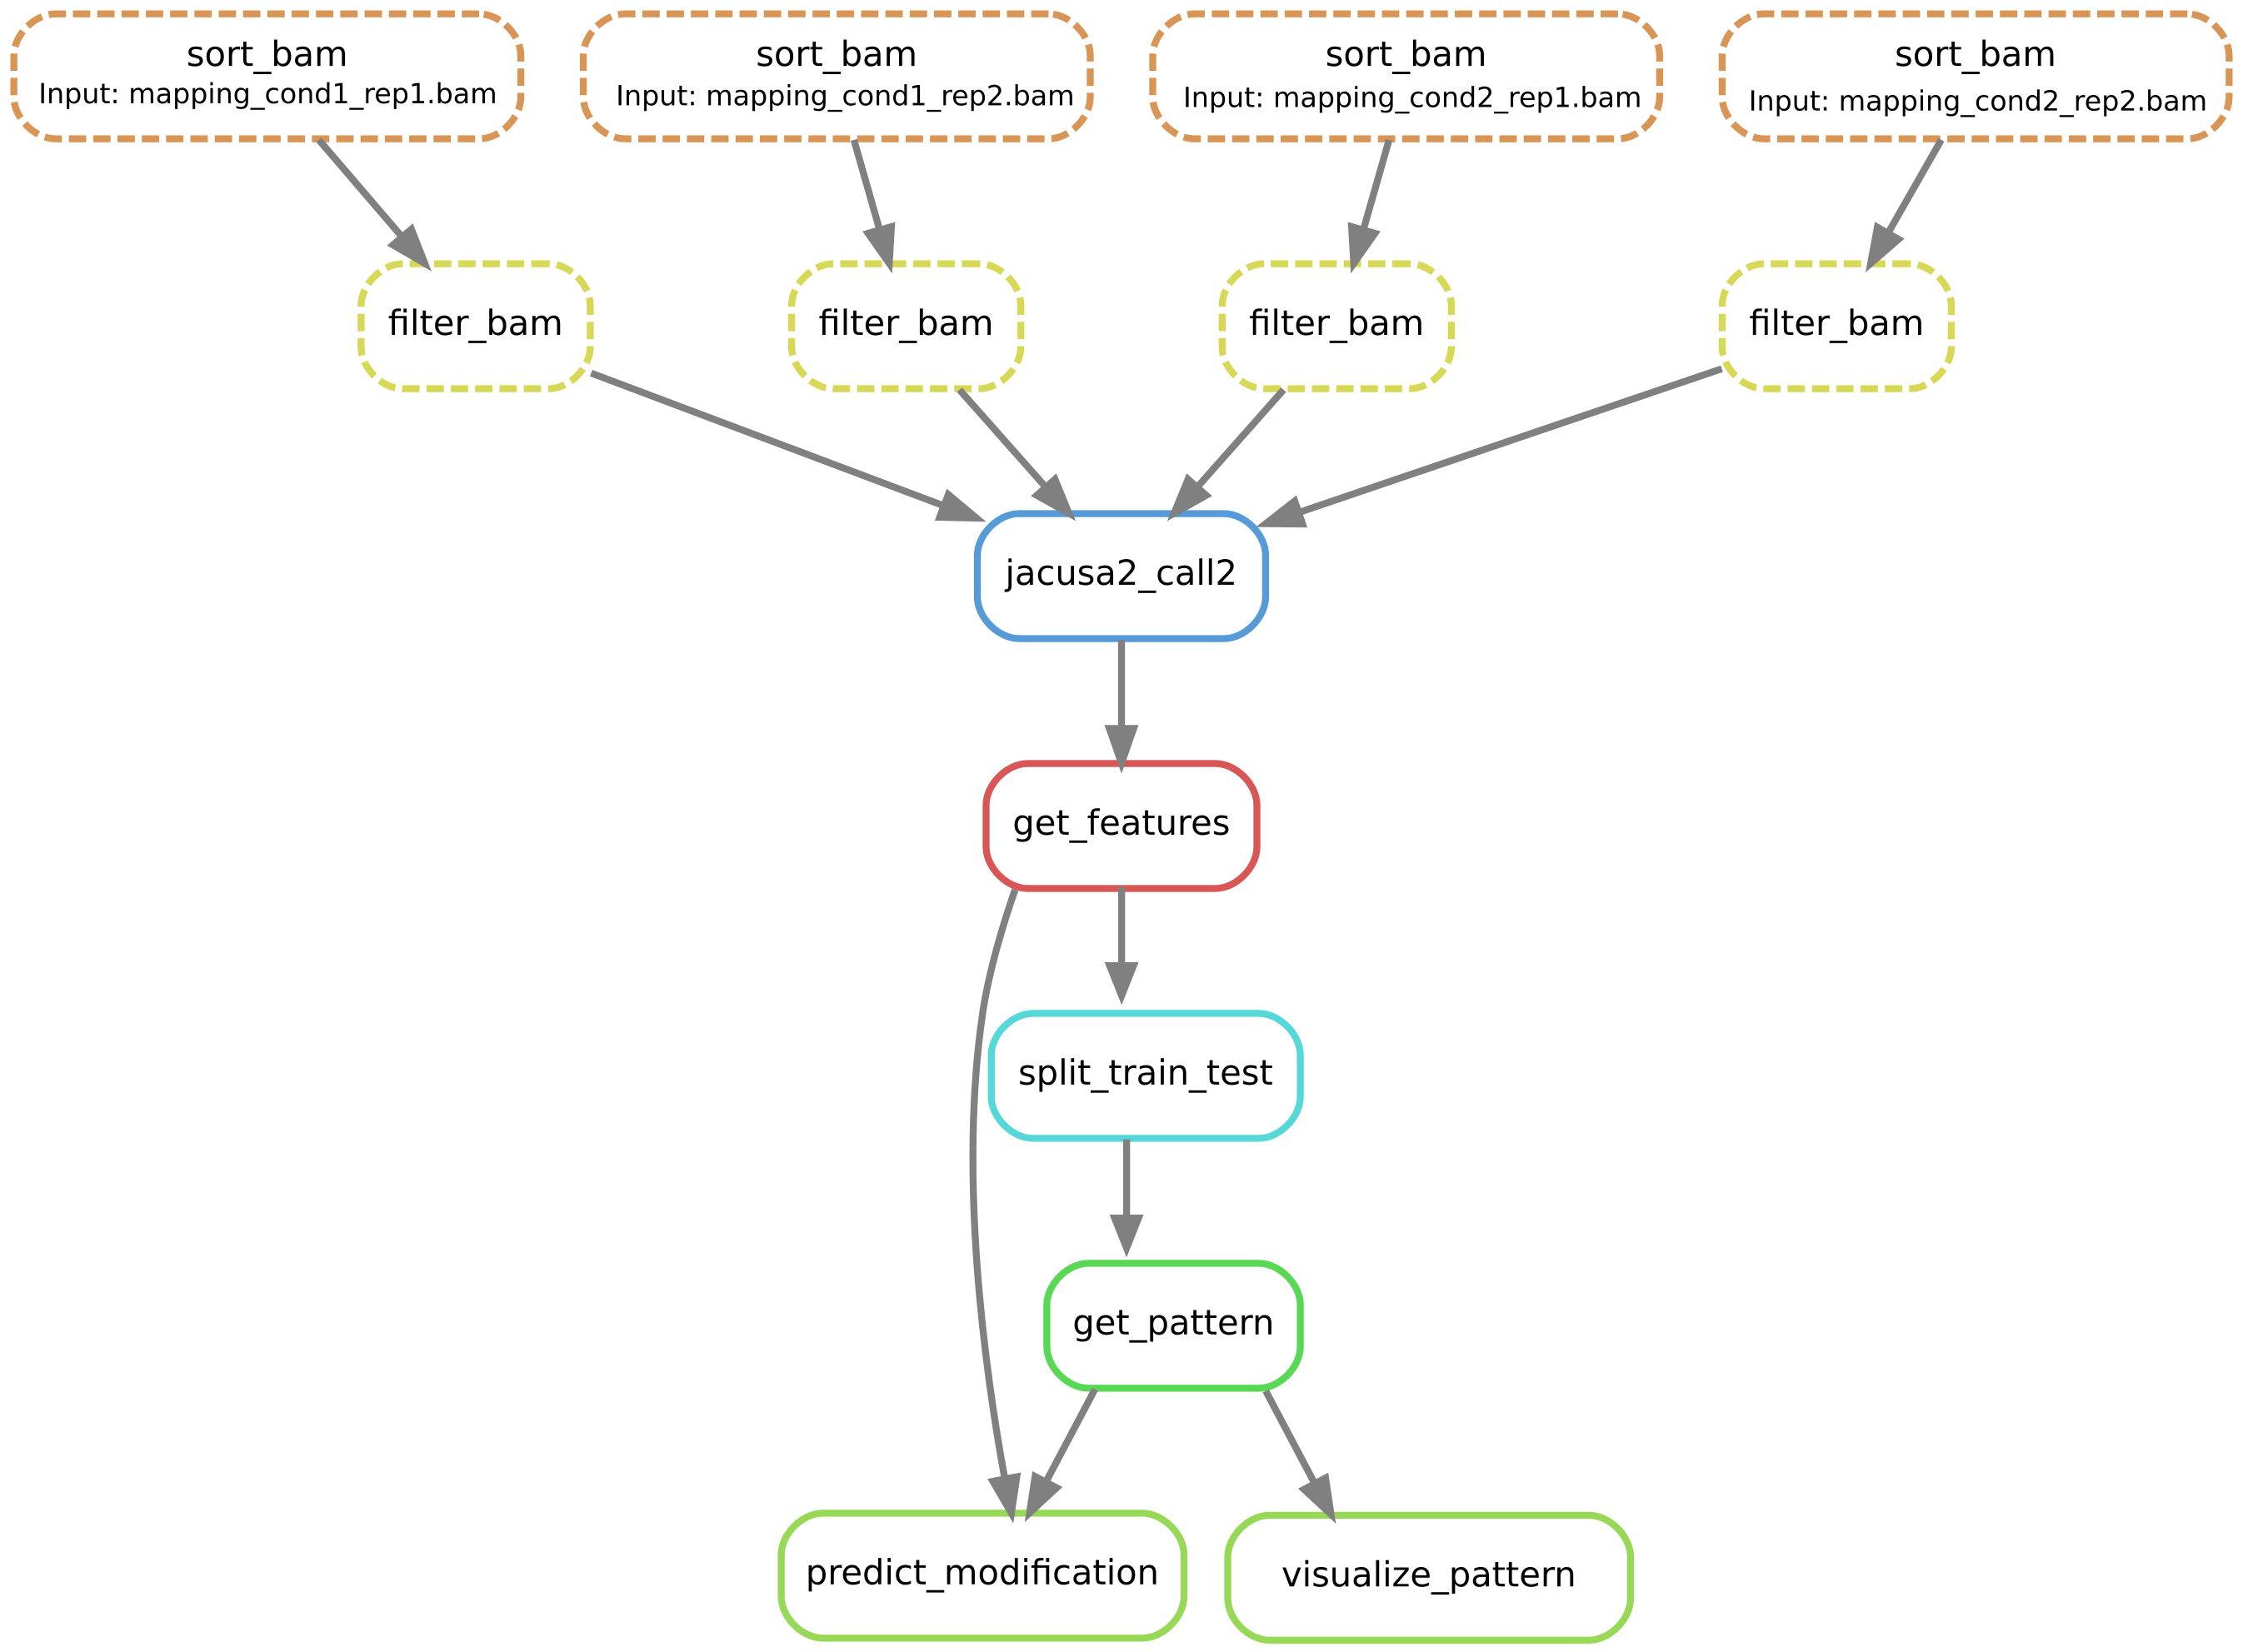 sort_bam
Input: mapping_cond1_rep1.bam
sort_bam
Input: mapping_cond1_rep2.bam
sort_bam
Input: mapping_cond2_rep1.bam
sort_bam
Input: mapping_cond2_rep2.bam
filter_bam
filter_bam
filter_bam
filter_bam
jacusa2_call2
get_features
split_train_test
get_pattern
predict_modification
visualize_pattern